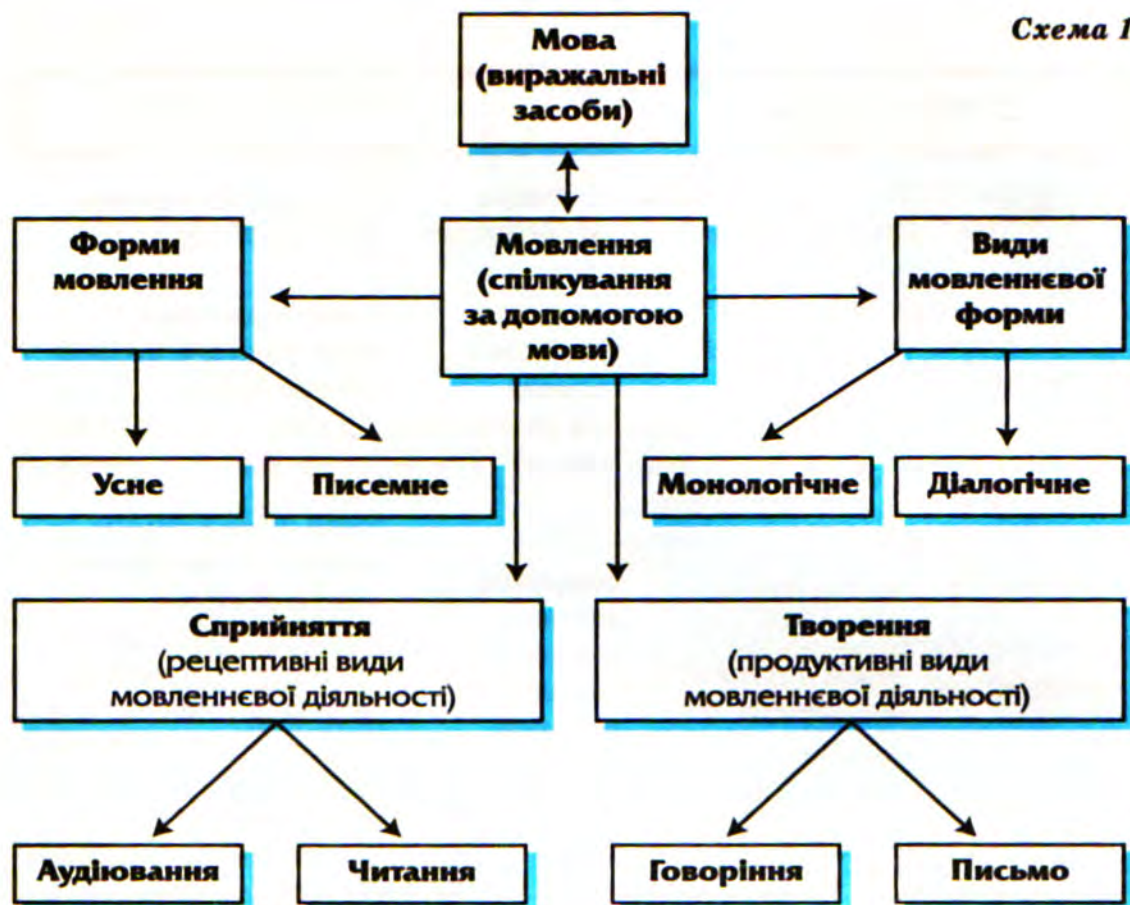 Схема 1
Мова
(виражальні
засоби)
Форми
мовлення
Мовлення
(спілкування
за допомогою
мови)
Види
мовленнєвої
форми
Усне
Писемне
Монологічне
Діалогічне
Сприйняття
(рецептивні види
мовленнєвої діяльності)
Творення
(продуктивні види
мовленнєвої діяльності)
Аудіювання
Читання
Говоріння
Письмо